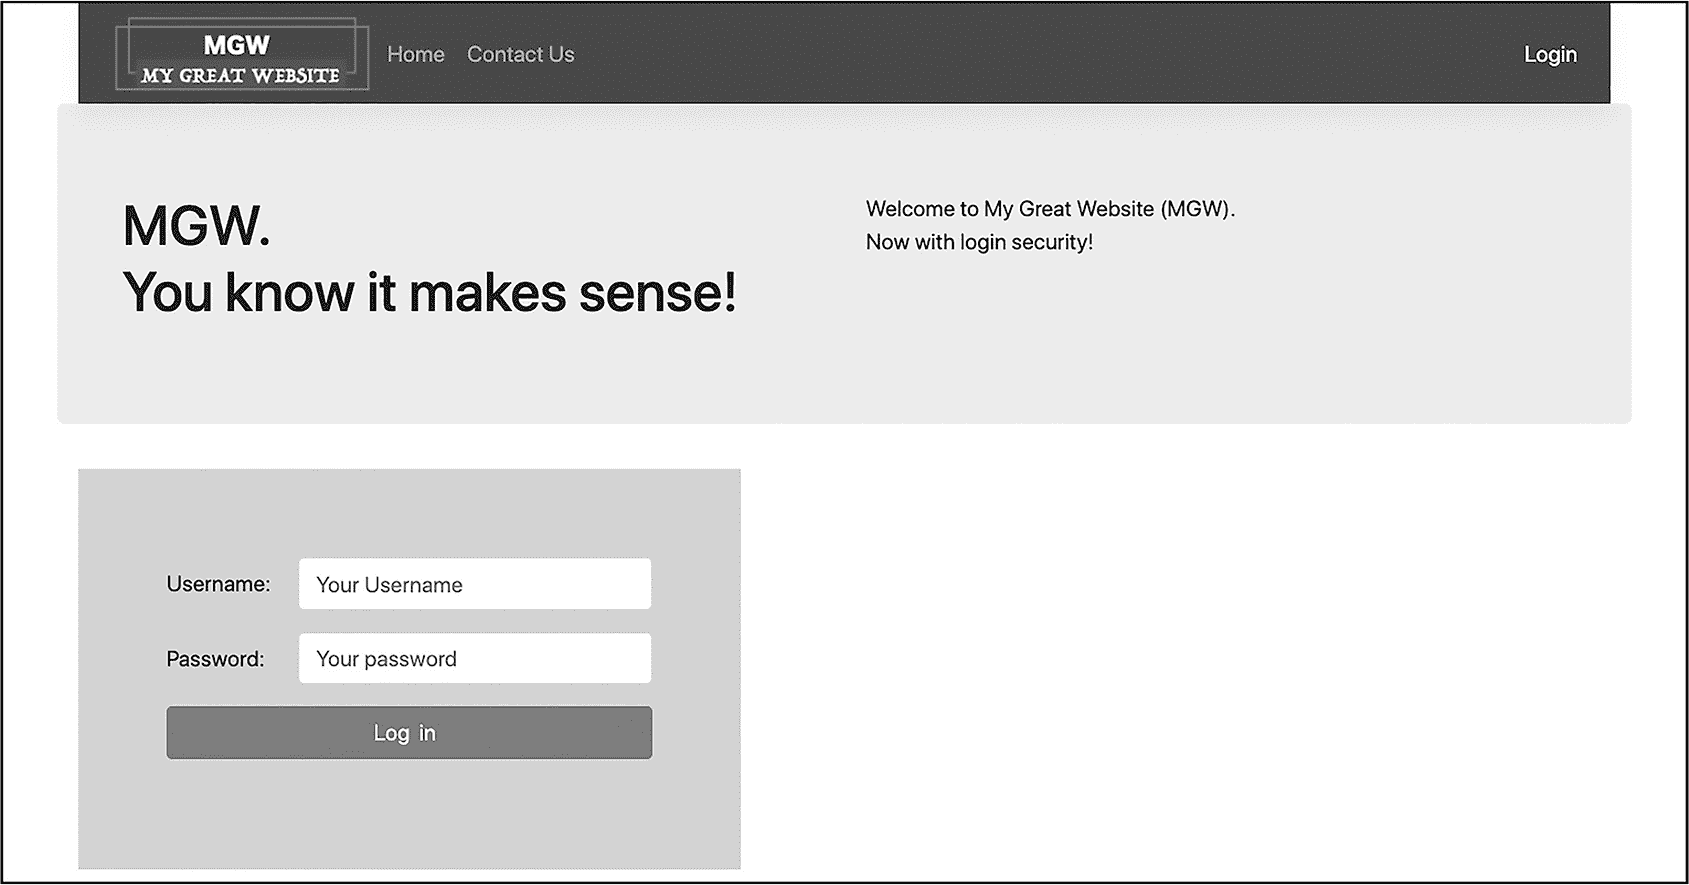 MGW
MY GREAT WEBSITE
Home
Contact Us
Login
MGW.
You know it makes sense!
Welcome to My Great Website (MGW).
Now with login security!
Username:
Your Username
Password:
Your password
Log in